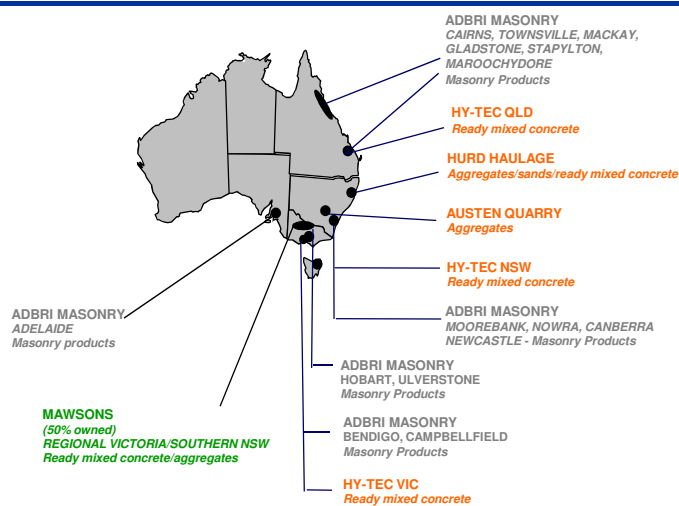 ADBRI MASONRY
CAIRNS, TOWNSVILLE, MACKAY,
GLADSTONE, STAPYLTON,
MAROOCHYDORE
Masonry Products
HY-TEC QLD
Ready mixed concrete
HURD HAULAGE
Aggregates/sands/ready mixed concrete
AUSTEN QUARRY
Aggregates
HY-TEC NSW
Ready mixed concrete
ADBRI MASONRY
MOOREBANK, NOWRA, CANBERRA
NEWCASTLE - Masonry Products
ADBRI MASONRY
ADELAIDE
Masonry products
ADBRI MASONRY
HOBART, ULVERSTONE
Masonry Products
MAWSONS
(50% owned)
REGIONAL VICTORIA/SOUTHERN NSW
Ready mixed concrete/aggregates
ADBRI MASONRY
BENDIGO, CAMPBELLFIELD
Masonry Products
HY-TEC VIC
Ready mixed concrete